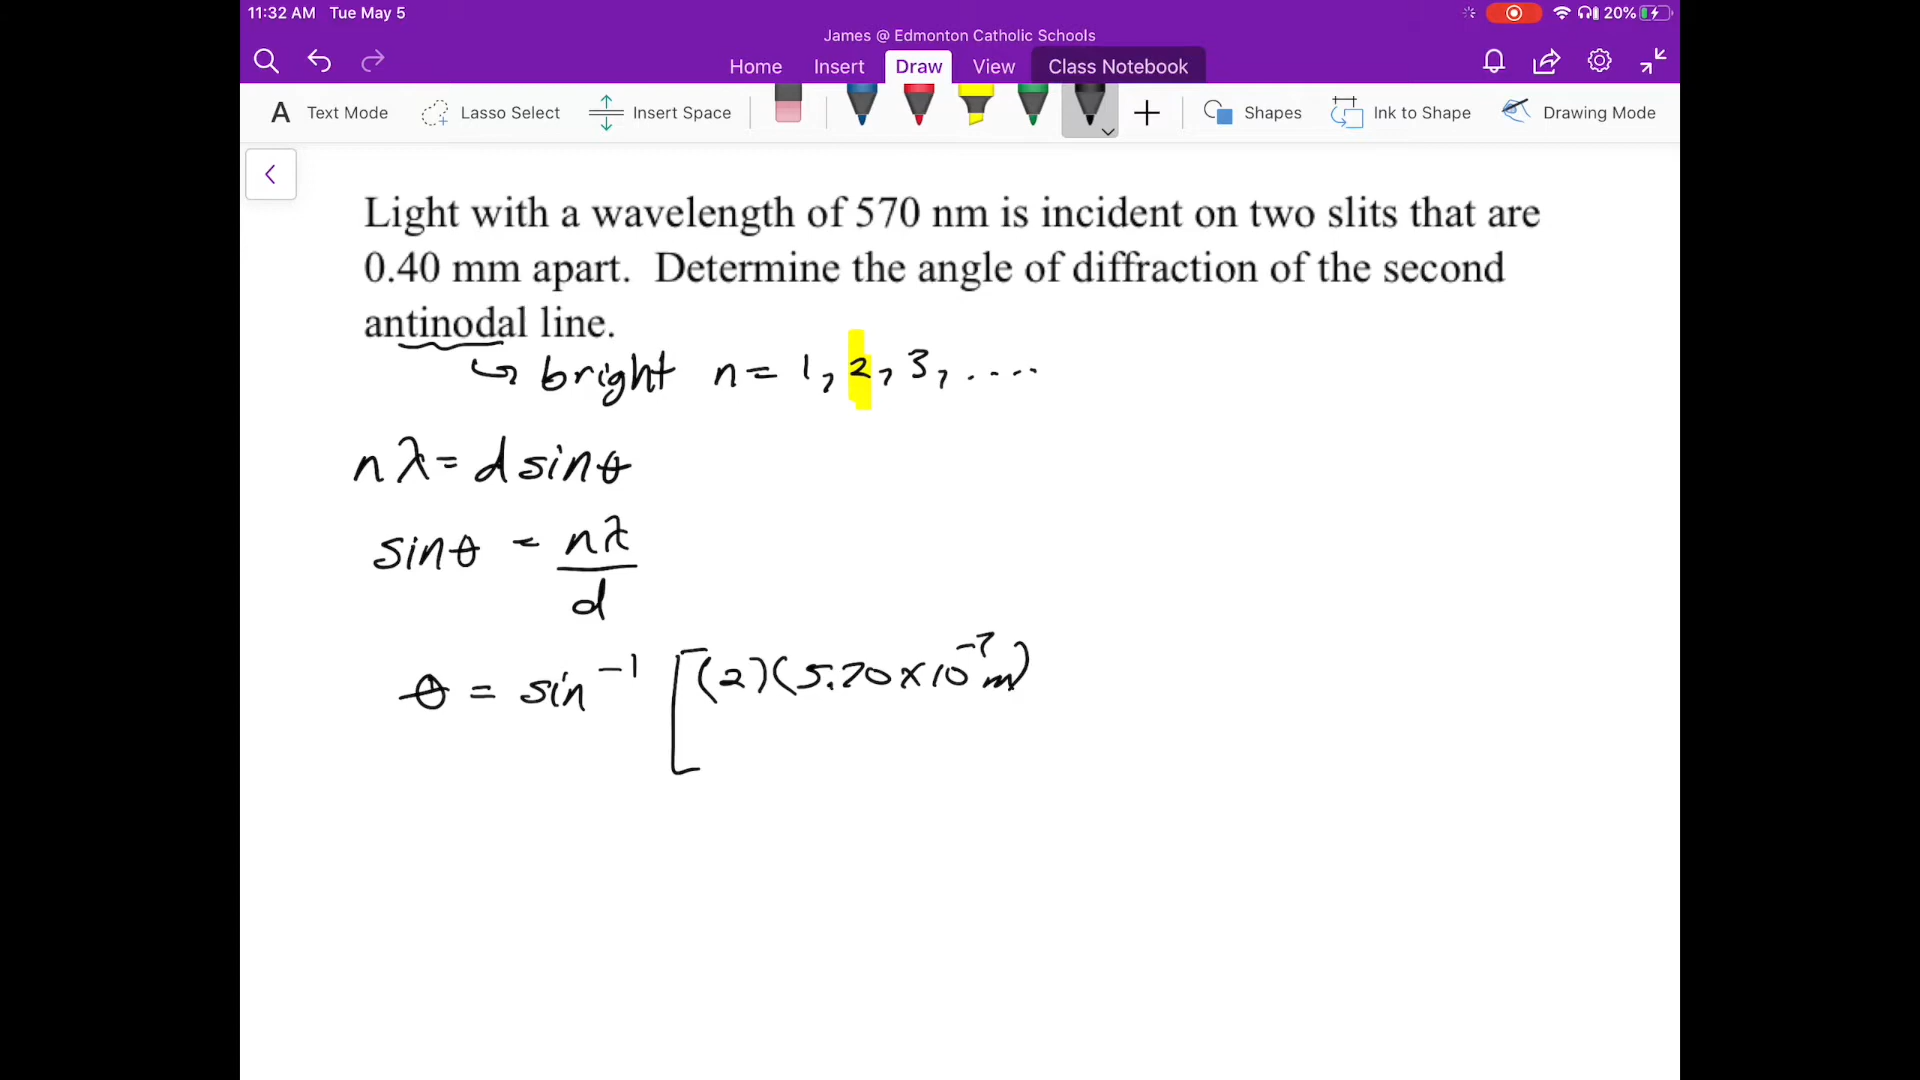 11:32 AM Tue May 5 20%
James @ Edmonton Catholic Schools
Home Insert Draw View Class Notebook
A Text Mode Lasso Select Insert Space Shapes Ink to Shape Drawing Mode
Light with a wavelength of 570 nm is incident on two slits that are
0.40 mm apart. Determine the angle of diffraction of the second
antinodal line.
↪ bright n = 1, 2, 3, ....
nλ = d sinθ
sinθ = nλ/d
θ = sin⁻¹ [(2)(5.70×10⁻⁷m)